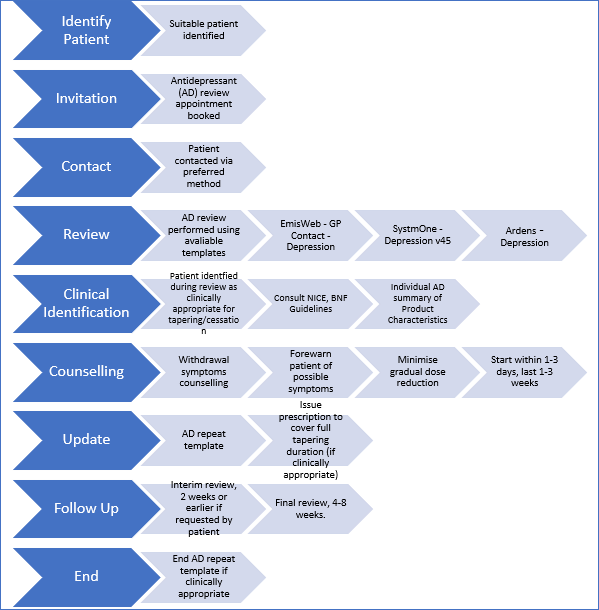 Identify
Patient
Suitable patient
identified
Invitation
Antidepressant
(AD) review
appointment
booked
Contact
Patient
contacted via
preferred
method
Review
AD review
performed using
avaliable
templates
EmisWeb - GP
Contact -
Depression
SystmOne -
Depression v45
Ardens -
Depression
Clinical
Identification
Patient identfied
during review as
clinically
appropriate for
tapering/cessatio
n
Consult NICE, BNF
Guidelines
Individual AD
summary of
Product
Characteristics
Counselling
Withdrawal
symptoms
counselling
Forewarn
patient of
possible
symptoms
Minimise
gradual dose
reduction
Start within 1-3
days, last 1-3
weeks
Update
AD repeat
template
Issue
prescription to
cover full
tapering
duration (if
clinically
appropriate)
Follow Up
Interim review,
2 weeks or
earlier if
requested by
patient
Final review, 4-8
weeks.
End
End AD repeat
template if
clinically
appropriate